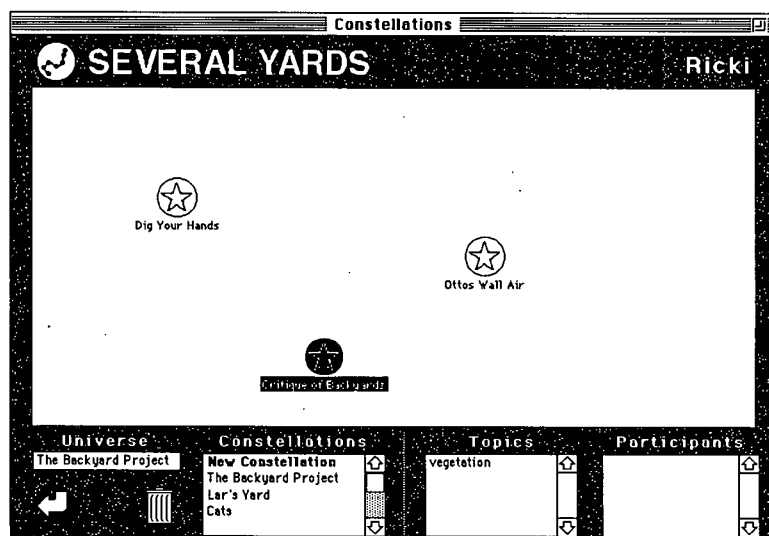 Constellations
SEVERAL YARDS
Ricki
Dig Your Hands
Ottos Wall Air
Critique of Backyards
Universe
Constellations
Topics
Participants
The Backyard Project
New Constellation
The Backyard Project
Lar's Yard
Cats
vegetation